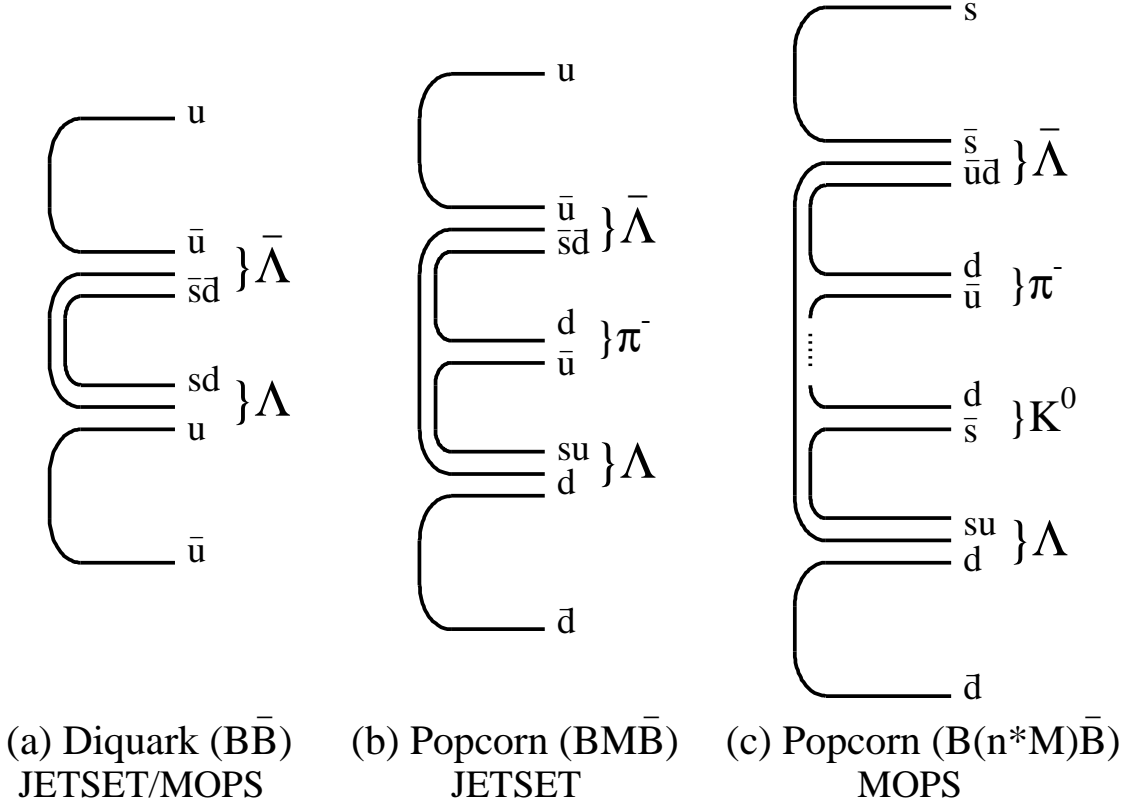 u
ū
} Λ̄
s̄d̄
sd
} Λ
u
ū
(a) Diquark (BB̄)
JETSET/MOPS
u
ū
} Λ̄
s̄d̄
d
} π⁻
ū
su
} Λ
d
d̄
(b) Popcorn (BMB̄)
JETSET
s
s̄
} Λ̄
ūd̄
d
} π⁻
ū
d
} K⁰
s̄
su
} Λ
d
d̄
(c) Popcorn (B(n*M)B̄)
MOPS